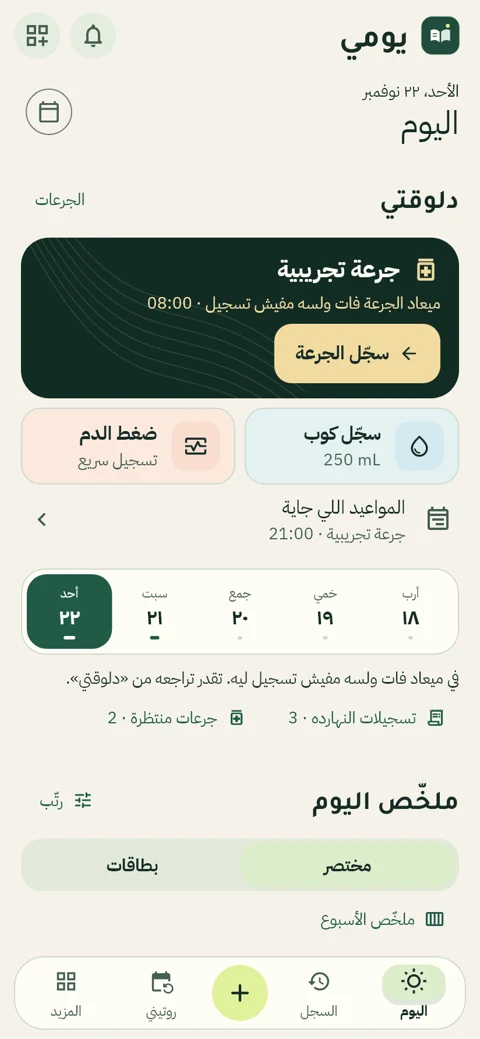 يومي
الأحد، ٢٢ نوفمبر
اليوم
دلوقتي
الجرعات
جرعة تجريبية
ميعاد الجرعة فات ولسه مفيش تسجيل · 08:00
سجّل الجرعة
سجّل كوب
250 mL
ضغط الدم
تسجيل سريع
المواعيد اللي جاية
جرعة تجريبية · 21:00
أرب
١٨
خمي
١٩
جمع
٢٠
سبت
٢١
أحد
٢٢
في ميعاد فات ولسه مفيش تسجيل ليه. تقدر تراجعه من «دلوقتي».
تسجيلات النهارده · 3
جرعات منتظرة · 2
ملخّص اليوم
رتّب
مختصر
بطاقات
ملخّص الأسبوع
اليوم
السجل
روتيني
المزيد